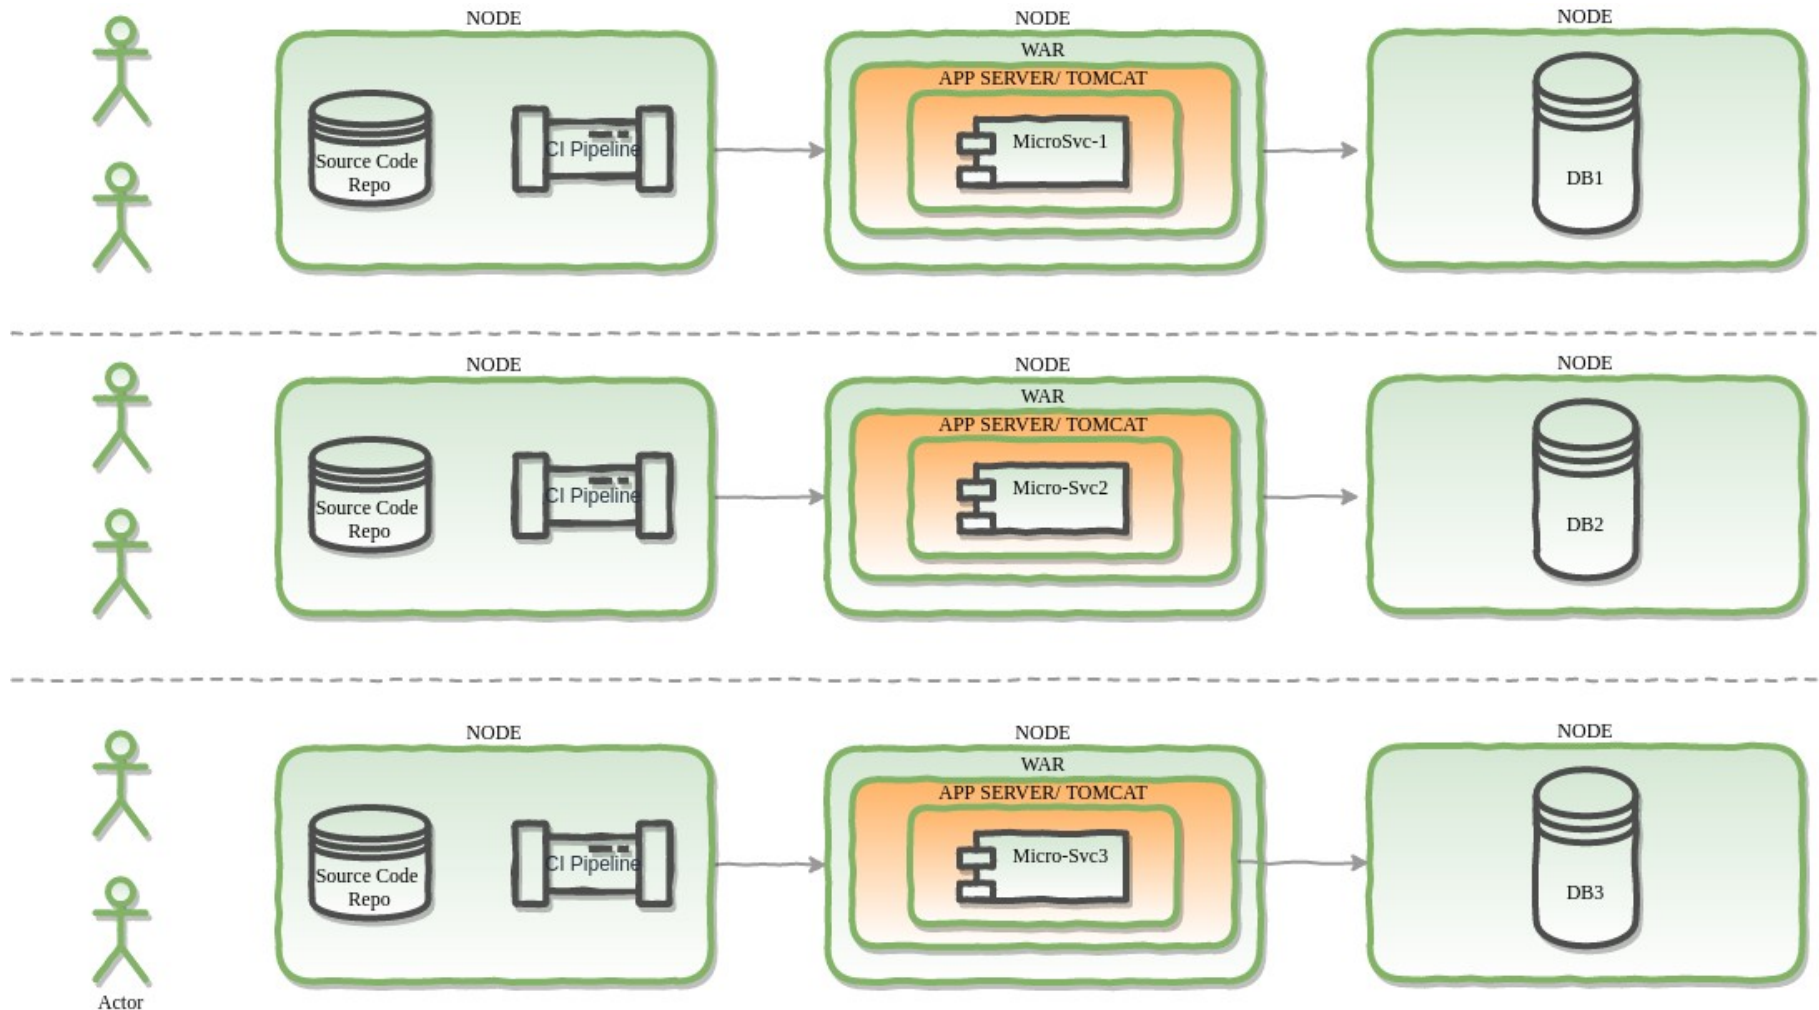 NODE
NODE
NODE
WAR
APP SERVER/ TOMCAT
Source Code
Repo
CI Pipeline
MicroSvc-1
DB1
NODE
NODE
NODE
WAR
APP SERVER/ TOMCAT
Source Code
Repo
CI Pipeline
Micro-Svc2
DB2
NODE
NODE
NODE
WAR
APP SERVER/ TOMCAT
Source Code
Repo
CI Pipeline
Micro-Svc3
DB3
Actor